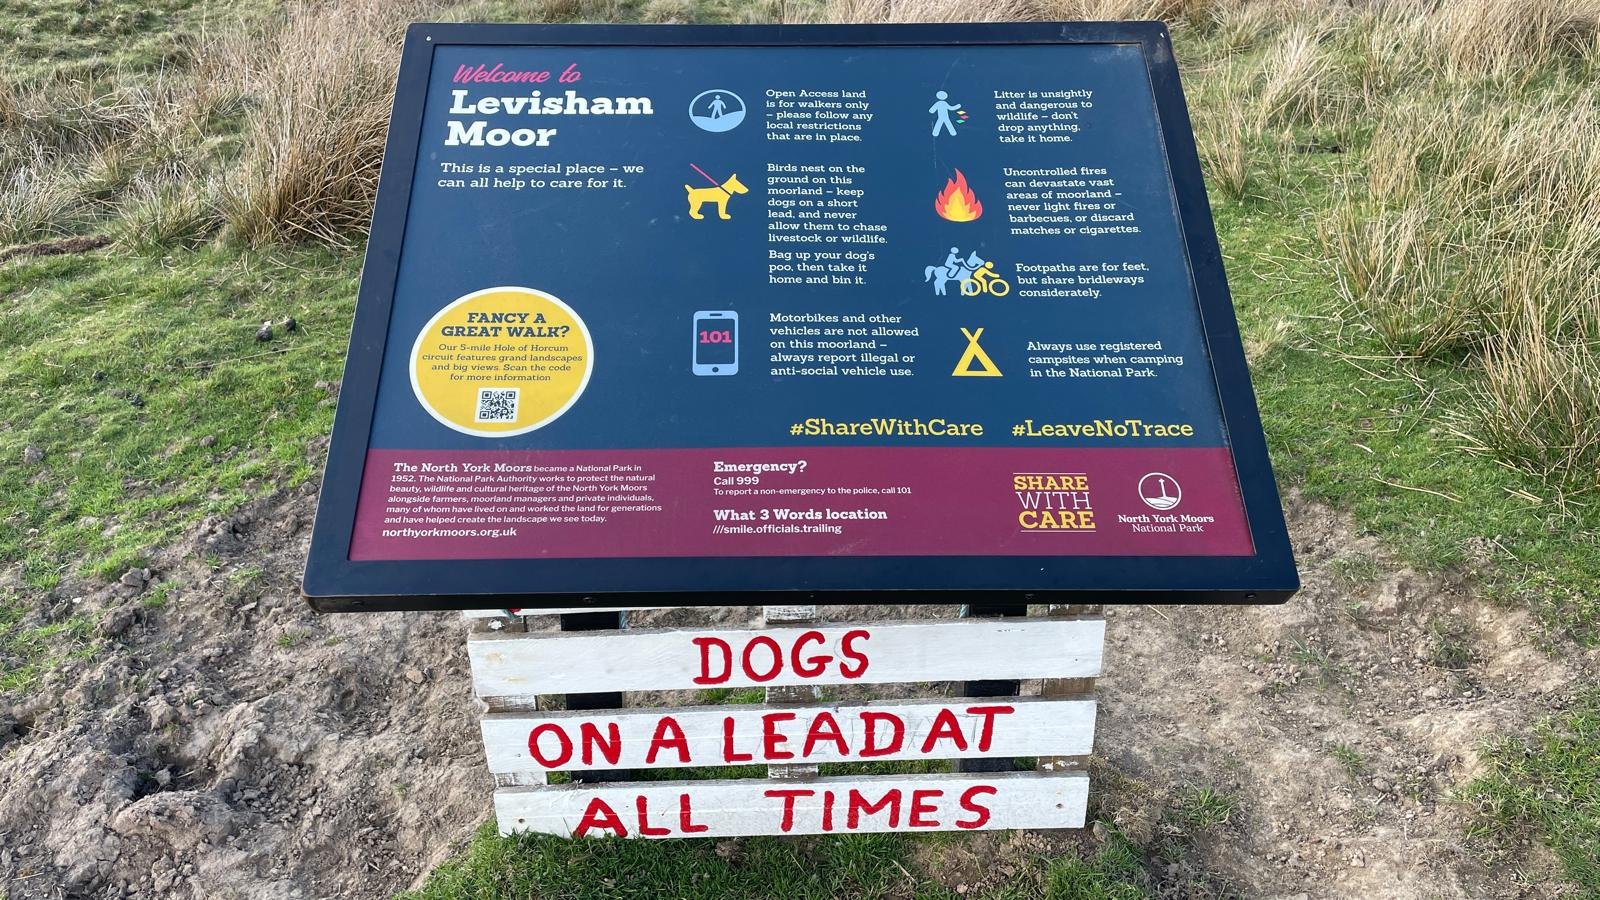 Welcome to
Levisham
Moor
This is a special place – we
can all help to care for it.
FANCY A
GREAT WALK?
Our 5-mile Hole of Horcum
circuit features grand landscapes
and big views. Scan the code
for more information
Open Access land
is for walkers only
– please follow any
local restrictions
that are in place.
Birds nest on the
ground on this
moorland – keep
dogs on a short
lead, and never
allow them to chase
livestock or wildlife.
Bag up your dog's
poo, then take it
home and bin it.
101
Motorbikes and other
vehicles are not allowed
on this moorland –
always report illegal or
anti-social vehicle use.
Litter is unsightly
and dangerous to
wildlife – don't
drop anything,
take it home.
Uncontrolled fires
can devastate vast
areas of moorland –
never light fires or
barbecues, or discard
matches or cigarettes.
Footpaths are for feet,
but share bridleways
considerately.
Always use registered
campsites when camping
in the National Park.
#ShareWithCare #LeaveNoTrace
The North York Moors became a National Park in
1952. The National Park Authority works to protect the natural
beauty, wildlife and cultural heritage of the North York Moors
alongside farmers, moorland managers and private individuals,
many of whom have lived on and worked the land for generations
and have helped create the landscape we see today.
northyorkmoors.org.uk
Emergency?
Call 999
To report a non-emergency to the police, call 101
What 3 Words location
///smile.officials.trailing
SHARE
WITH
CARE
North York Moors
National Park
DOGS
ON A LEAD AT
ALL TIMES